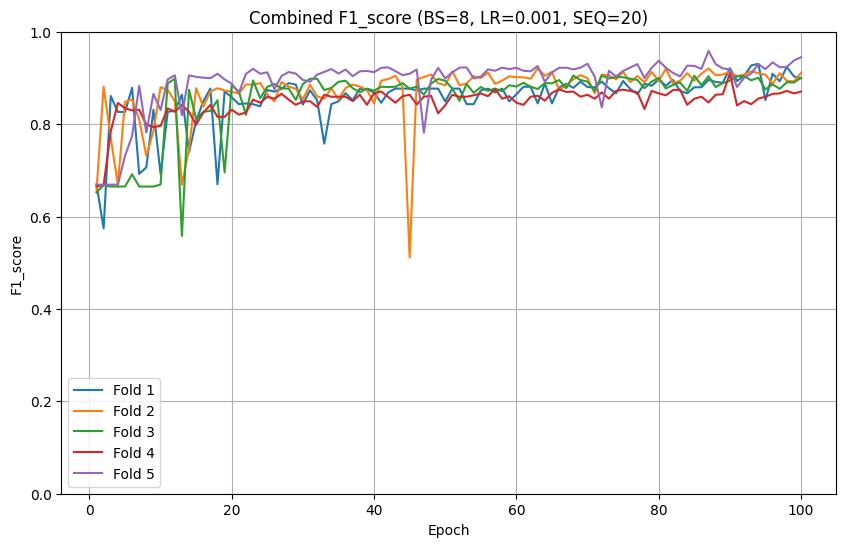 Combined F1_score (BS=8, LR=0.001, SEQ=20)
F1_score
1.0
0.8
0.6
0.4
0.2
0.0
Fold 1
Fold 2
Fold 3
Fold 4
Fold 5
0 20 40 60 80 100
Epoch